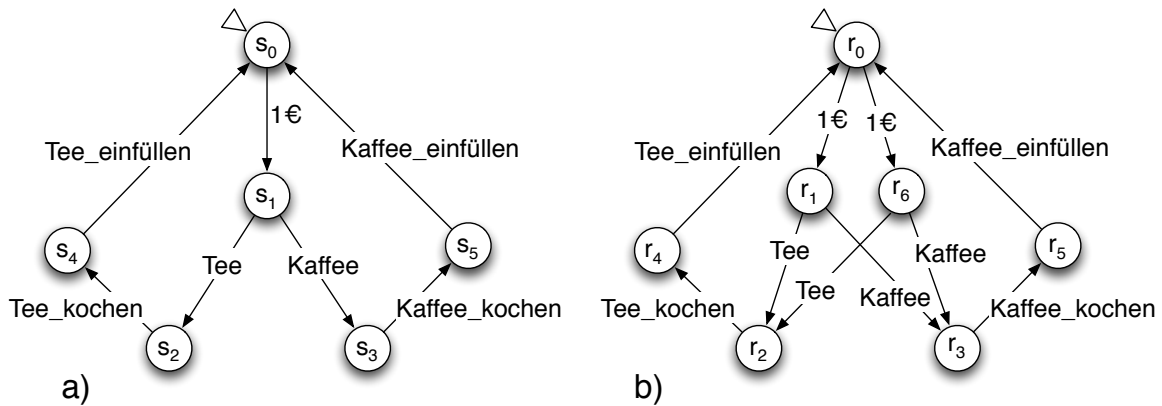 s0
1€
Tee_einfüllen
Kaffee_einfüllen
s1
s4
s5
Tee
Kaffee
Tee_kochen
Kaffee_kochen
s2
s3
a)
r0
1€
1€
Tee_einfüllen
Kaffee_einfüllen
r1
r6
r4
r5
Tee
Kaffee
Tee
Kaffee
Tee_kochen
Kaffee_kochen
r2
r3
b)